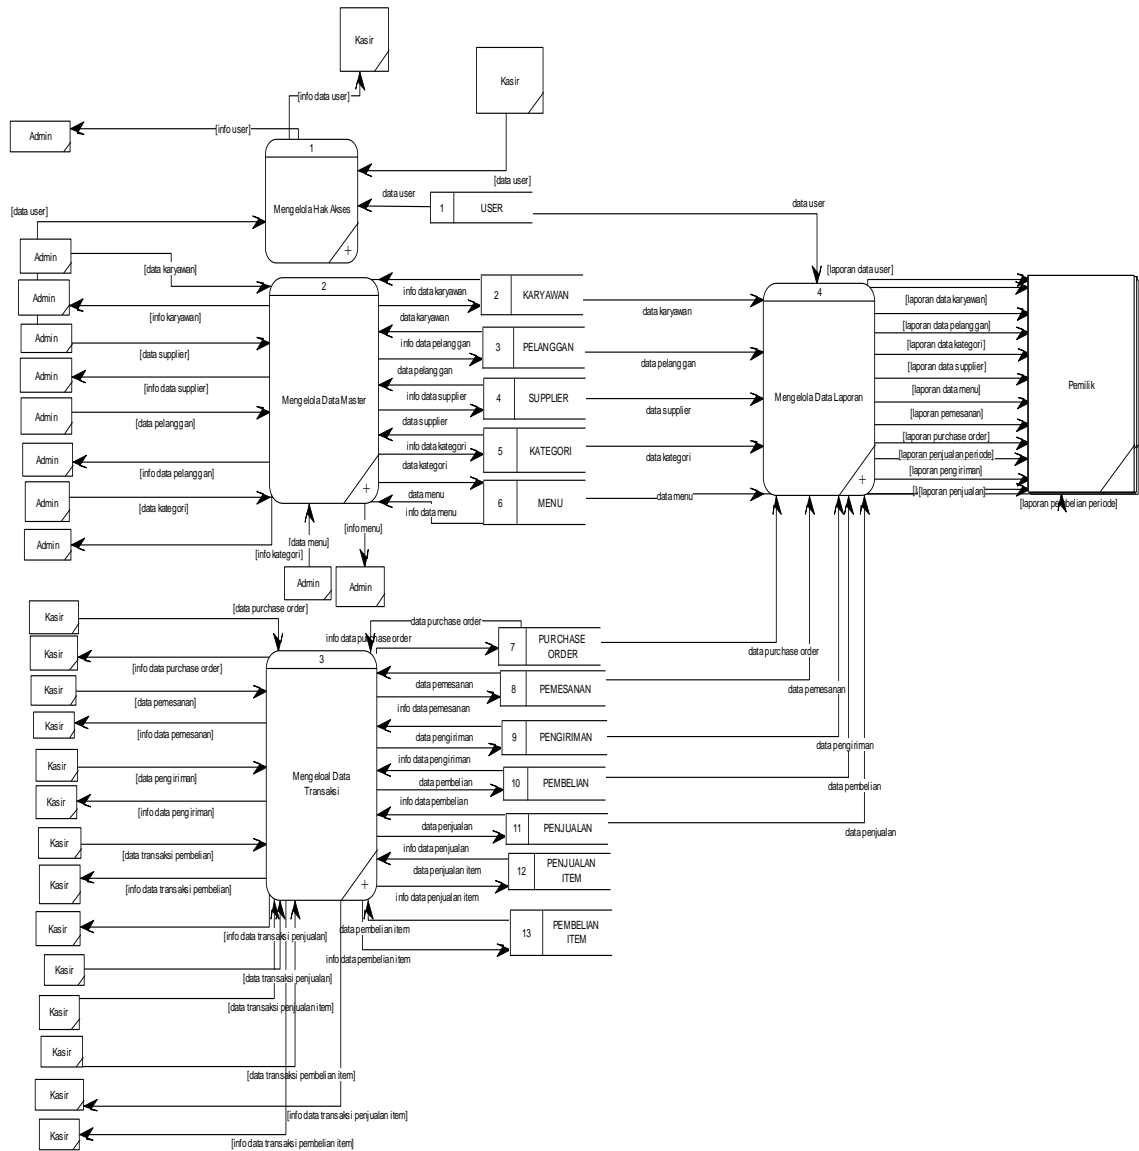 Kasir
Kasir
[info data user]
Admin
[info user]
1
Mengelola Hak Akses
+
[data user]
data user
1
USER
data user
[data user]
Admin
[data karyawan]
Admin
[info karyawan]
Admin
[data supplier]
Admin
[info data supplier]
Admin
[data pelanggan]
Admin
[info data pelanggan]
Admin
[data kategori]
Admin
[info kategori]
2
Mengelola Data Master
+
[data menu]
[info menu]
Admin
Admin
info data karyawan
data karyawan
info data pelanggan
data pelanggan
info data supplier
data supplier
info data kategori
data kategori
data menu
info data menu
2
KARYAWAN
3
PELANGGAN
4
SUPPLIER
5
KATEGORI
6
MENU
data karyawan
data pelanggan
data supplier
data kategori
data menu
4
Mengelola Data Laporan
+
[laporan data user]
[laporan data karyawan]
[laporan data pelanggan]
[laporan data kategori]
[laporan data supplier]
[laporan data menu]
[laporan pemesanan]
[laporan purchase order]
[laporan penjualan periode]
[laporan pengiriman]
[laporan penjualan]
[laporan pembelian periode]
Pemilik
Kasir
[data purchase order]
Kasir
[info data purchase order]
Kasir
[data pemesanan]
Kasir
[info data pemesanan]
Kasir
[data pengiriman]
Kasir
[info data pengiriman]
Kasir
[data transaksi pembelian]
Kasir
[info data transaksi pembelian]
Kasir
[info data transaksi penjualan]
Kasir
[data transaksi penjualan]
Kasir
[data transaksi penjualan item]
Kasir
[data transaksi pembelian item]
Kasir
[info data transaksi penjualan item]
Kasir
[info data transaksi pembelian item]
3
Mengeloal Data
Transaksi
+
data purchase order
info data purchase order
data pemesanan
info data pemesanan
data pengiriman
info data pengiriman
data pembelian
info data pembelian
data penjualan
info data penjualan
data penjualan item
info data penjualan item
data pembelian item
info data pembelian item
7
PURCHASE
ORDER
8
PEMESANAN
9
PENGIRIMAN
10
PEMBELIAN
11
PENJUALAN
12
PENJUALAN
ITEM
13
PEMBELIAN
ITEM
data purchase order
data pemesanan
data pengiriman
data pembelian
data penjualan